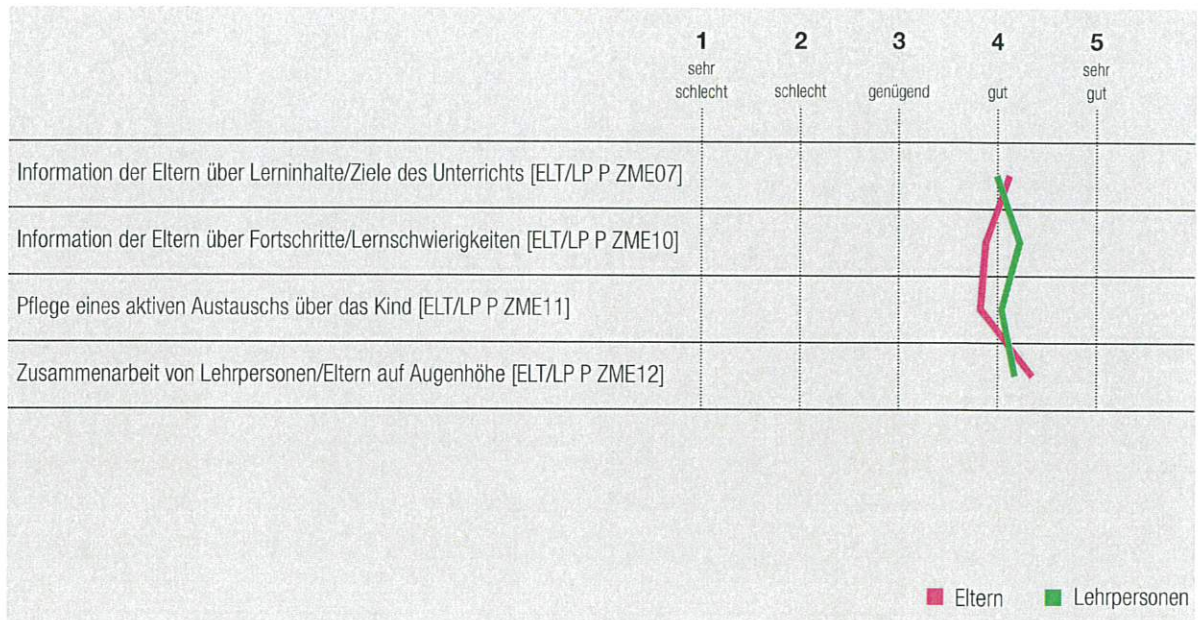 1 2 3 4 5
sehr schlecht schlecht genügend gut sehr gut
Information der Eltern über Lerninhalte/Ziele des Unterrichts [ELT/LP P ZME07]
Information der Eltern über Fortschritte/Lernschwierigkeiten [ELT/LP P ZME10]
Pflege eines aktiven Austauschs über das Kind [ELT/LP P ZME11]
Zusammenarbeit von Lehrpersonen/Eltern auf Augenhöhe [ELT/LP P ZME12]
Eltern Lehrpersonen